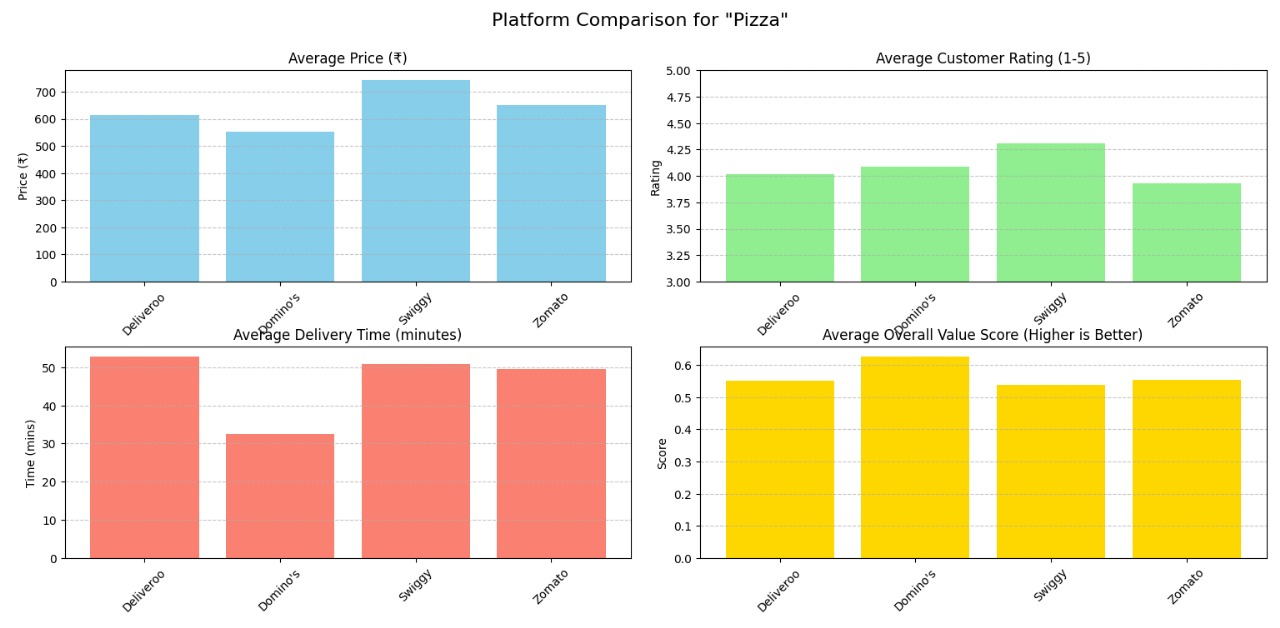 Platform Comparison for "Pizza"
Average Price (₹)
Price (₹)
700
600
500
400
300
200
100
0
Deliveroo
Domino's
Swiggy
Zomato
Average Customer Rating (1-5)
Rating
5.00
4.75
4.50
4.25
4.00
3.75
3.50
3.25
3.00
Deliveroo
Domino's
Swiggy
Zomato
Average Delivery Time (minutes)
Time (mins)
50
40
30
20
10
0
Deliveroo
Domino's
Swiggy
Zomato
Average Overall Value Score (Higher is Better)
Score
0.6
0.5
0.4
0.3
0.2
0.1
0.0
Deliveroo
Domino's
Swiggy
Zomato